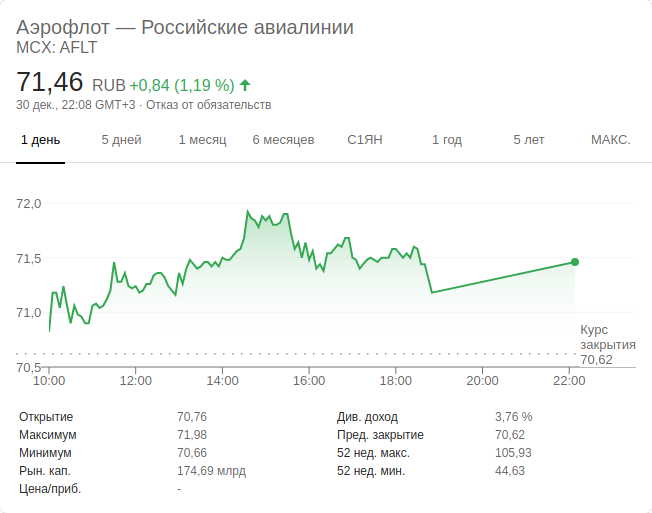 Аэрофлот — Российские авиалинии
MCX: AFLT
71,46 RUB +0,84 (1,19 %)
30 дек., 22:08 GMT+3 · Отказ от обязательств
1 день 5 дней 1 месяц 6 месяцев С1ЯН 1 год 5 лет МАКС.
72,0
71,5
71,0
70,5
Курс
закрытия
70,62
10:00 12:00 14:00 16:00 18:00 20:00 22:00
Открытие 70,76 Див. доход 3,76 %
Максимум 71,98 Пред. закрытие 70,62
Минимум 70,66 52 нед. макс. 105,93
Рын. кап. 174,69 млрд 52 нед. мин. 44,63
Цена/приб. -